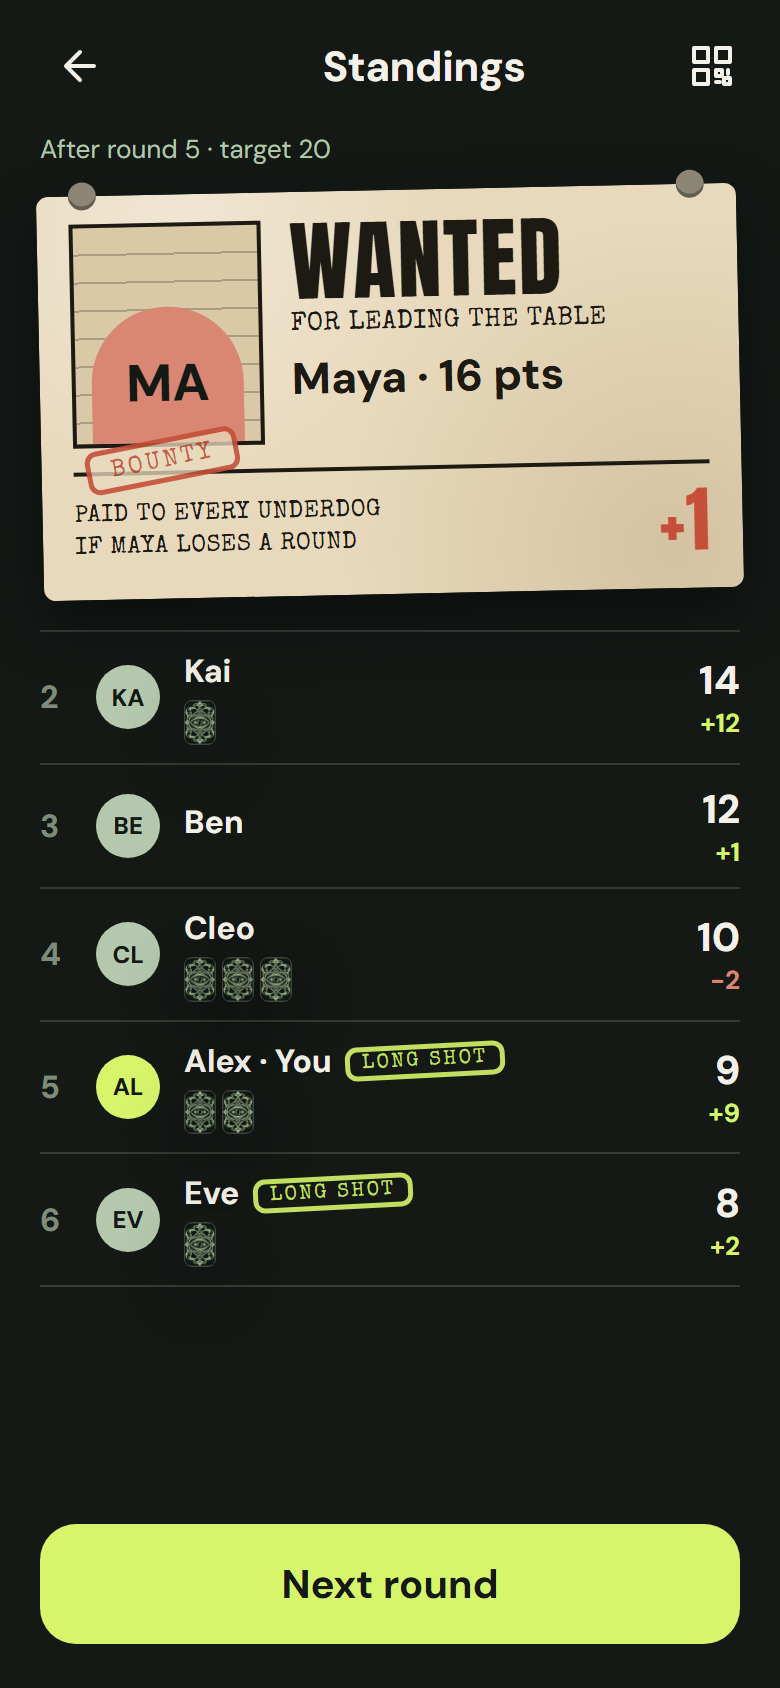 Standings
After round 5 · target 20
WANTED
FOR LEADING THE TABLE
MA
Maya · 16 pts
BOUNTY
PAID TO EVERY UNDERDOG
IF MAYA LOSES A ROUND
+1
2 KA Kai 14
+12
3 BE Ben 12
+1
4 CL Cleo 10
−2
5 AL Alex · You LONG SHOT 9
+9
6 EV Eve LONG SHOT 8
+2
Next round